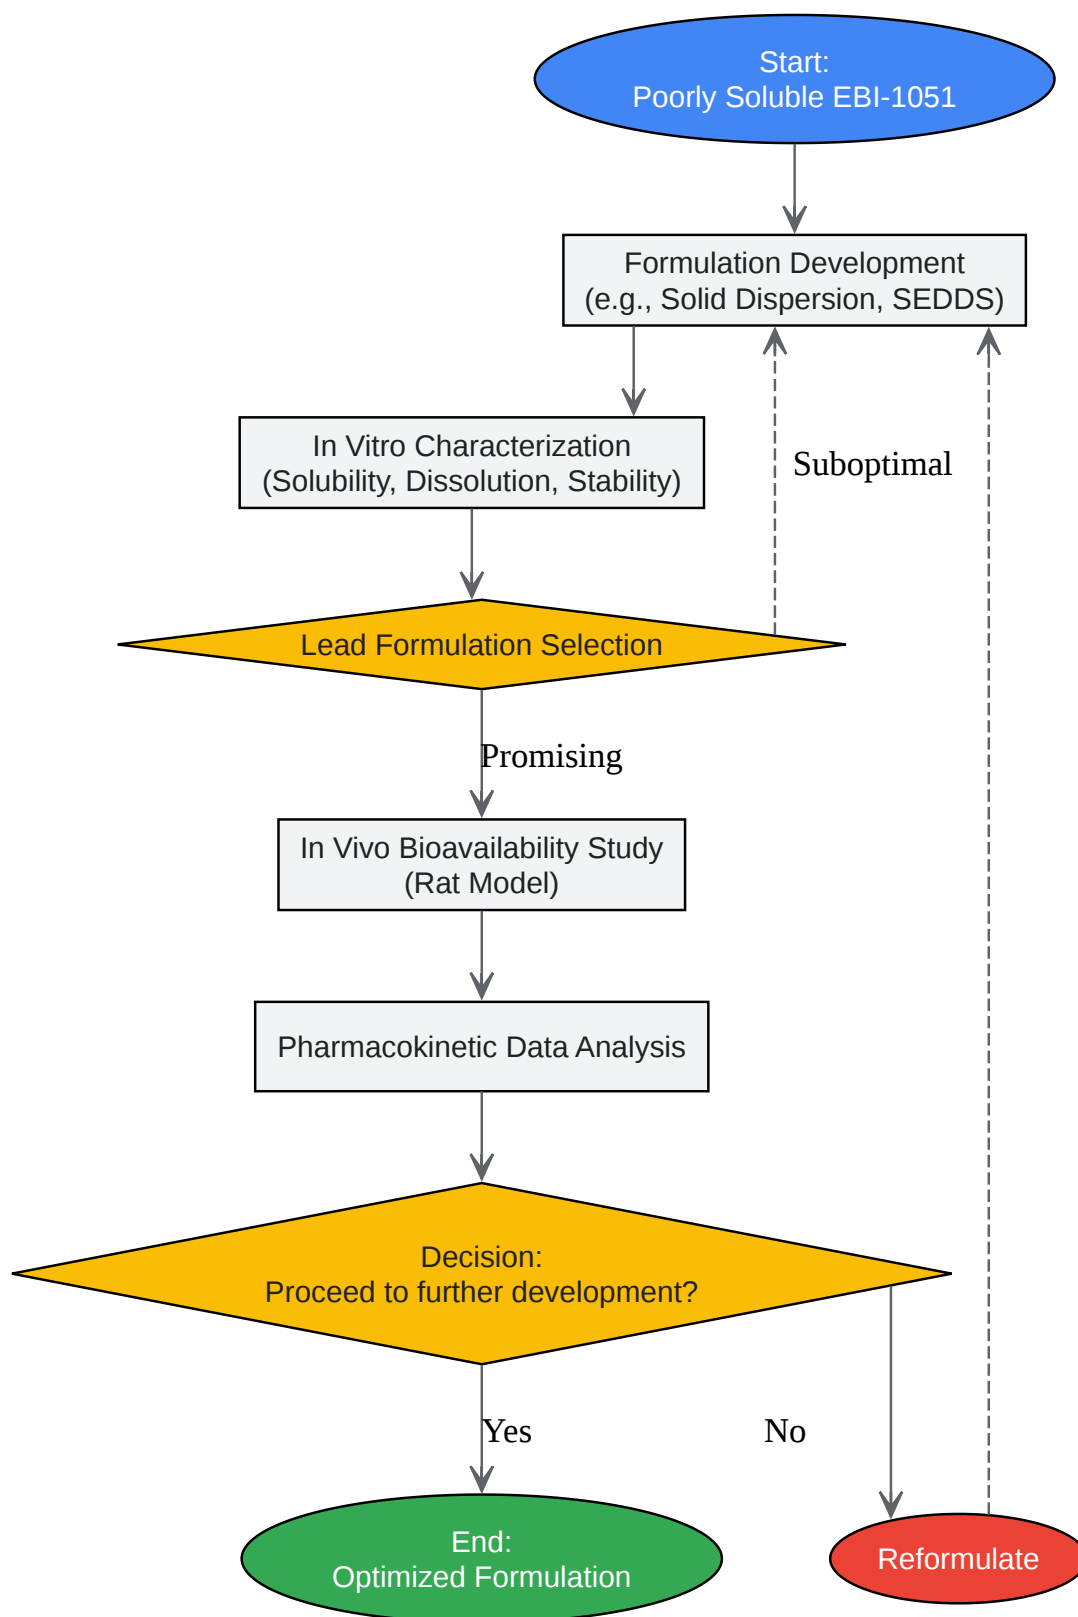 Start:
Poorly Soluble EBI-1051
Formulation Development
(e.g., Solid Dispersion, SEDDS)
In Vitro Characterization
(Solubility, Dissolution, Stability)
Suboptimal
Lead Formulation Selection
Promising
In Vivo Bioavailability Study
(Rat Model)
Pharmacokinetic Data Analysis
Decision:
Proceed to further development?
Yes
No
End:
Optimized Formulation
Reformulate